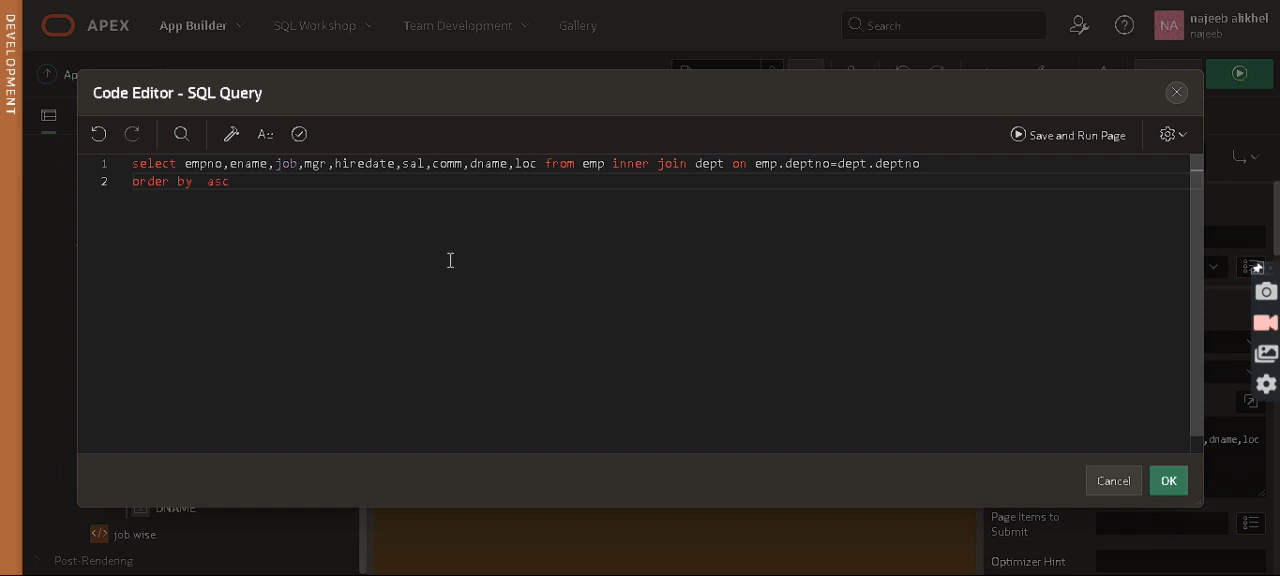 DEVELOPMENT
APEX
App Builder
SQL Workshop
Team Development
Gallery
Search
NA
najeeb alikhel
najeeb
Code Editor - SQL Query
Save and Run Page
1 select empno,ename,job,mgr,hiredate,sal,comm,dname,loc from emp inner join dept on emp.deptno=dept.deptno
2 order by  asc
,dname,loc
Cancel
OK
DNAME
job wise
Post-Rendering
Page Items to
Submit
Optimizer Hint